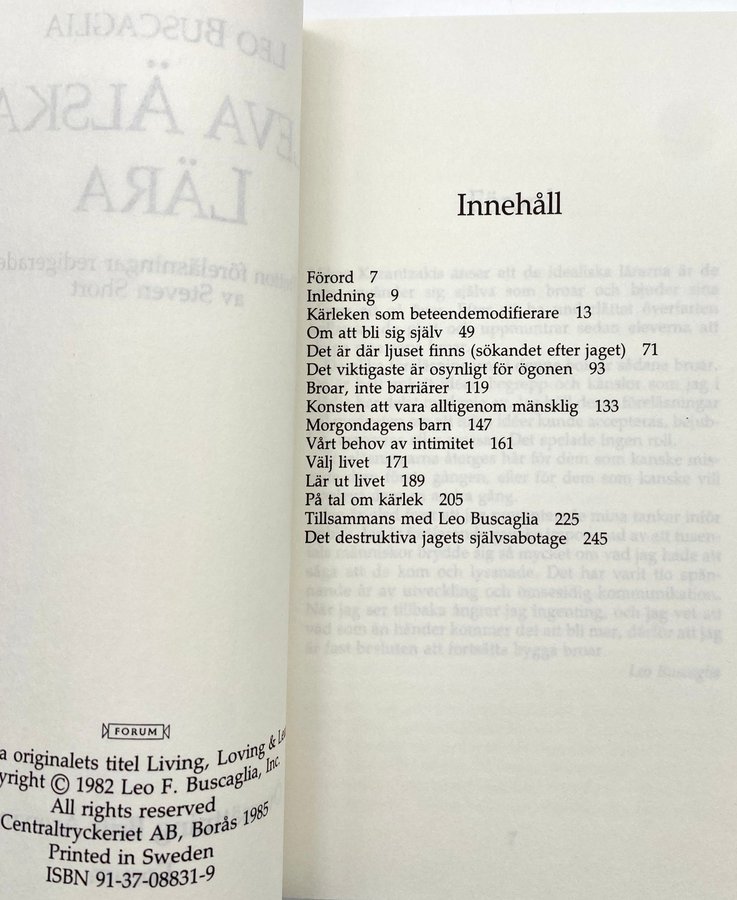 FORUM
a originalets titel Living, Loving &
yright © 1982 Leo F. Buscaglia, Inc.
All rights reserved
Centraltryckeriet AB, Borås 1985
Printed in Sweden
ISBN 91-37-08831-9
Innehåll
Förord 7
Inledning 9
Kärleken som beteendemodifierare 13
Om att bli sig själv 49
Det är där ljuset finns (sökandet efter jaget) 71
Det viktigaste är osynligt för ögonen 93
Broar, inte barriärer 119
Konsten att vara alltigenom mänsklig 133
Morgondagens barn 147
Vårt behov av intimitet 161
Välj livet 171
Lär ut livet 189
På tal om kärlek 205
Tillsammans med Leo Buscaglia 225
Det destruktiva jagets självsabotage 245